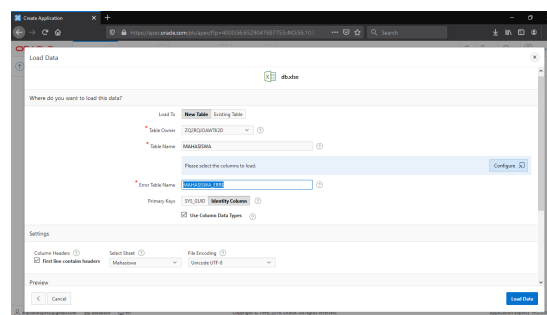 Create Application
Search
Load Data
db.xlsx
Where do you want to load this data?
Load To New Table Existing Table
* Table Owner
* Table Name MAHASISWA
Please select the columns to load. Configure
* Error Table Name MAHASISWA_ERR$
Primary Keys SYS_GUID Identity Column
Use Column Data Types
Settings
Column Headers Select Sheet File Encoding
First line contains headers Mahasiswa Unicode UTF-8
Preview
Cancel Load Data